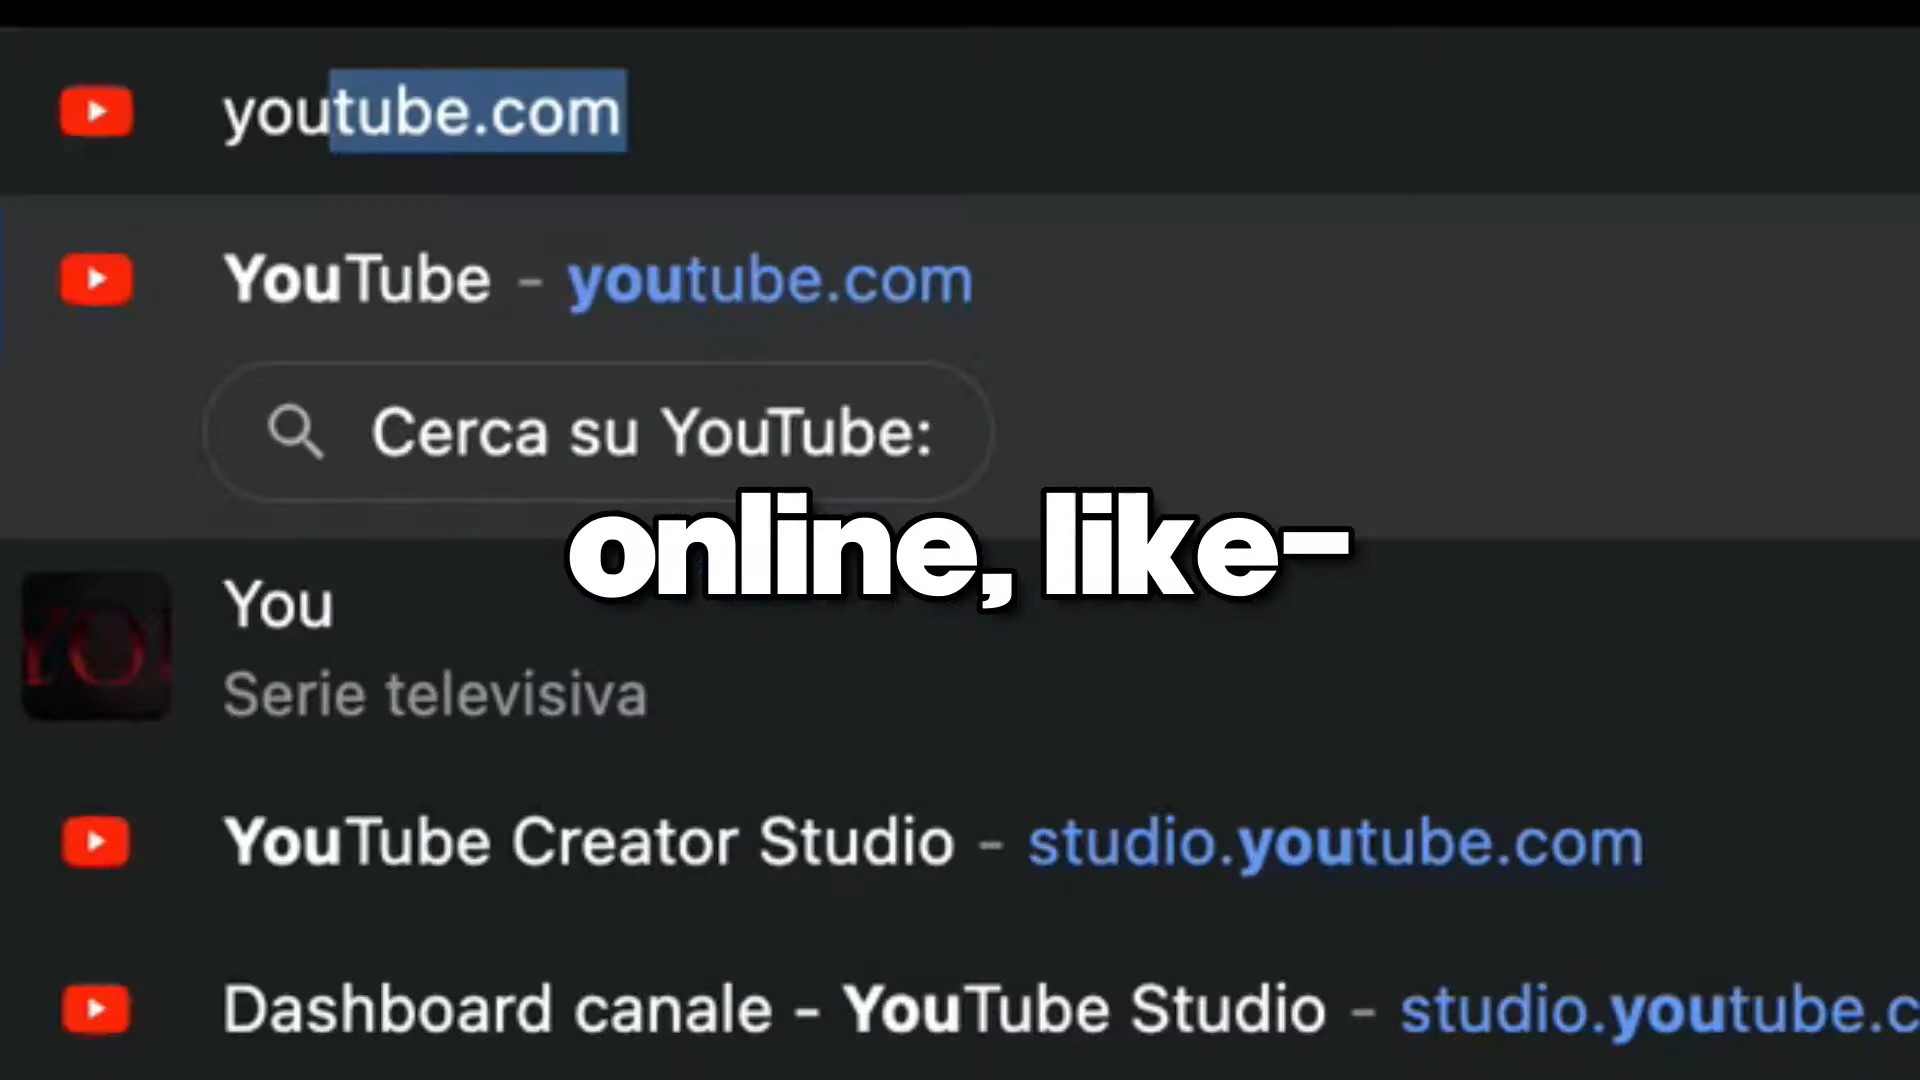 youtube.com
YouTube - youtube.com
Cerca su YouTube:
online, like-
You
Serie televisiva
YouTube Creator Studio - studio.youtube.com
Dashboard canale - YouTube Studio - studio.youtube.c